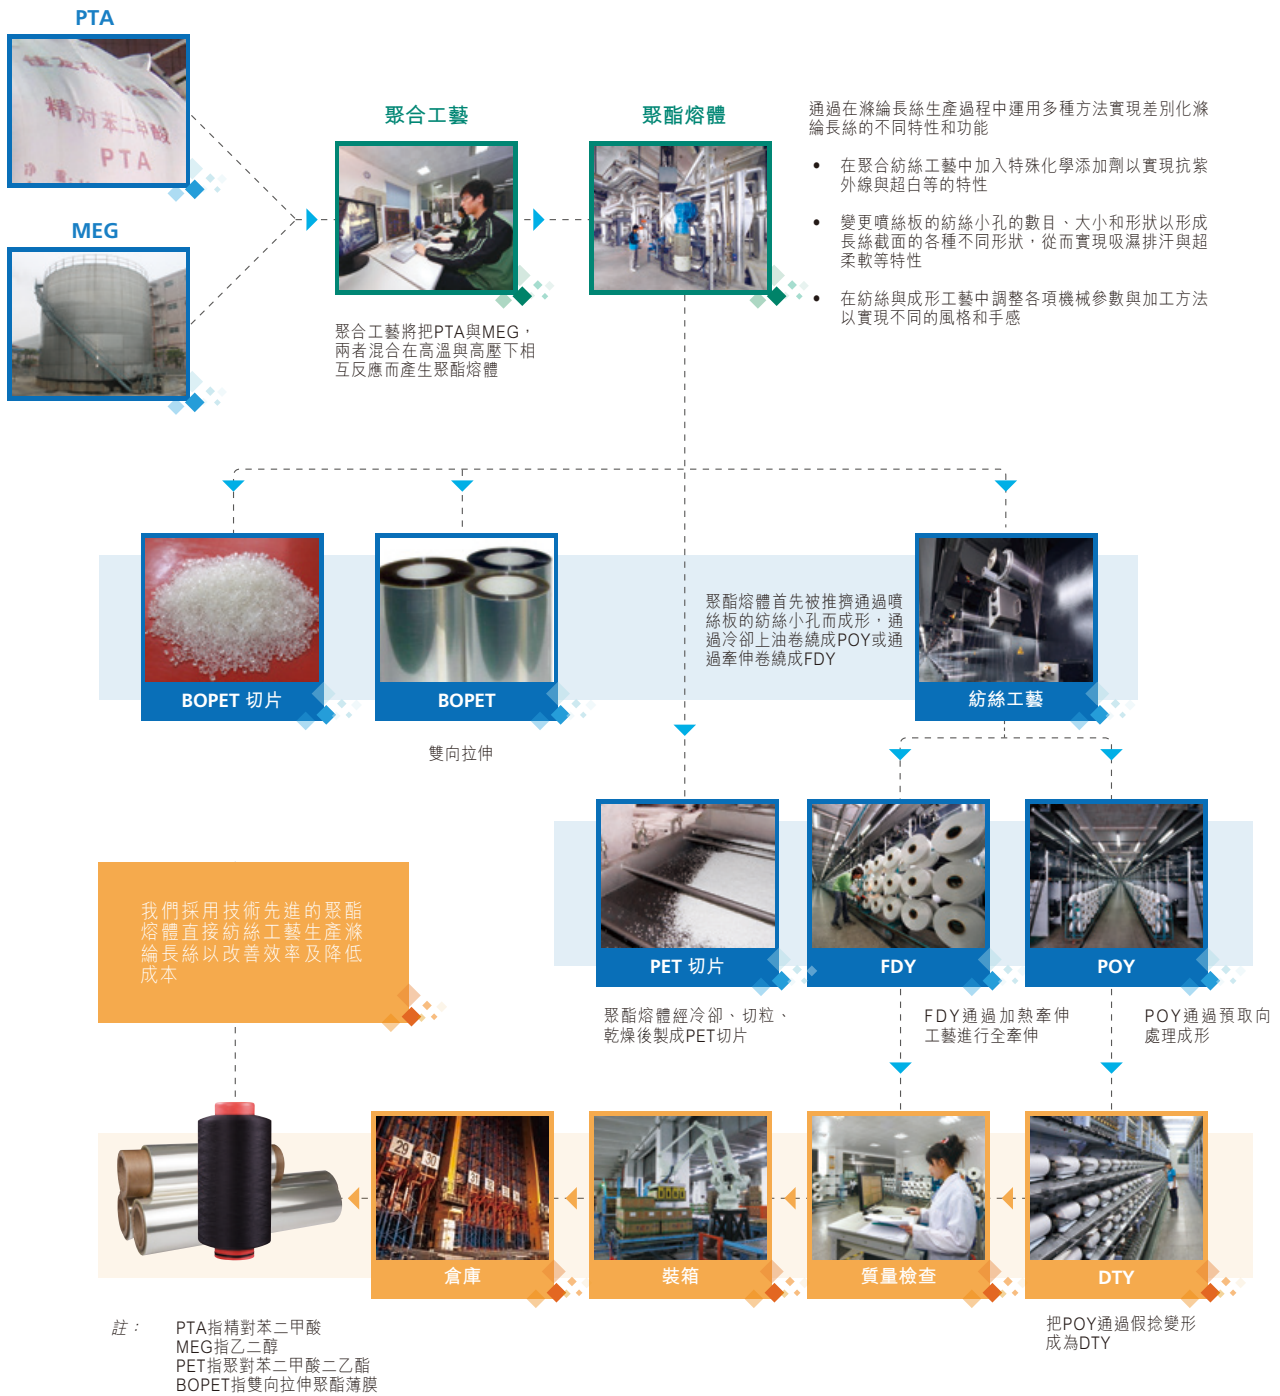 PTA
精对苯二甲酸
PTA
MEG
聚合工藝
聚合工藝將把PTA與MEG，
兩者混合在高溫與高壓下相
互反應而產生聚酯熔體
聚酯熔體
通過在滌綸長絲生產過程中運用多種方法實現差別化滌
綸長絲的不同特性和功能
• 在聚合紡絲工藝中加入特殊化學添加劑以實現抗紫
外線與超白等的特性
• 變更噴絲板的紡絲小孔的數目、大小和形狀以形成
長絲截面的各種不同形狀，從而實現吸濕排汗與超
柔軟等特性
• 在紡絲與成形工藝中調整各項機械參數與加工方法
以實現不同的風格和手感
BOPET 切片
BOPET
雙向拉伸
聚酯熔體首先被推擠通過噴
絲板的紡絲小孔而成形，通
過冷卻上油卷繞成POY或通
過牽伸卷繞成FDY
紡絲工藝
PET 切片
聚酯熔體經冷卻、切粒、
乾燥後製成PET切片
FDY
FDY通過加熱牽伸
工藝進行全牽伸
POY
POY通過預取向
處理成形
我們採用技術先進的聚酯
熔體直接紡絲工藝生產滌
綸長絲以改善效率及降低
成本
29
30
31
倉庫
裝箱
質量檢查
DTY
把POY通過假捻變形
成為DTY
註： PTA指精對苯二甲酸
MEG指乙二醇
PET指聚對苯二甲酸二乙酯
BOPET指雙向拉伸聚酯薄膜